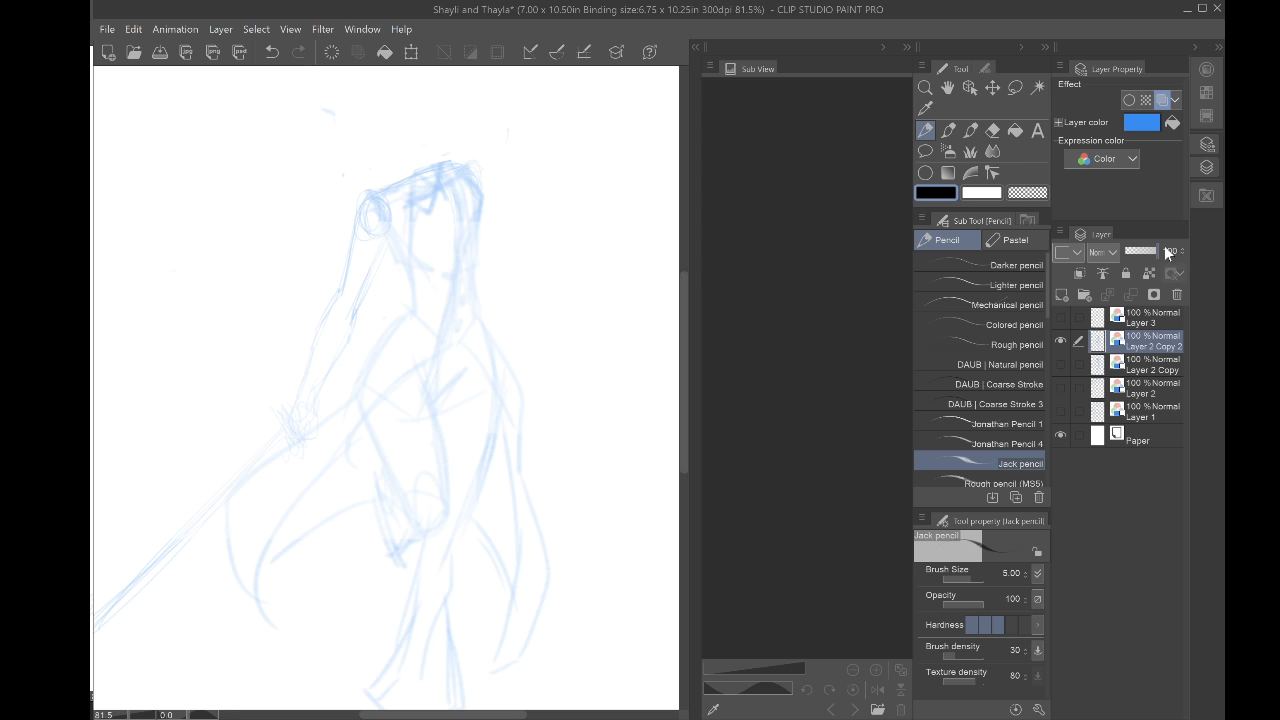 Shayli and Thayla* (7.00 x 10.50in Binding size:6.75 x 10.25in 300dpi 81.5%)  - CLIP STUDIO PAINT PRO
File Edit Animation Layer Select View Filter Window Help
Sub View
Tool
Layer Property
Effect
Layer color
Expression color
Color
Sub Tool [Pencil]
Layer
Pencil
Pastel
Norm
Darker pencil
Lighter pencil
Mechanical pencil
Colored pencil
Rough pencil
DAUB | Natural pencil
DAUB | Coarse Stroke
DAUB | Coarse Stroke 3
Jonathan Pencil 1
Jonathan Pencil 4
Jack pencil
Rough pencil (MS5)
100 %Normal
Layer 3
100 %Normal
Layer 2 Copy 2
100 %Normal
Layer 2 Copy
100 %Normal
Layer 2
100 %Normal
Layer 1
Paper
Tool property [Jack pencil]
Jack pencil
Brush Size 5.00
Opacity 100
Hardness
Brush density 30
Texture density 80
81.5 0.0